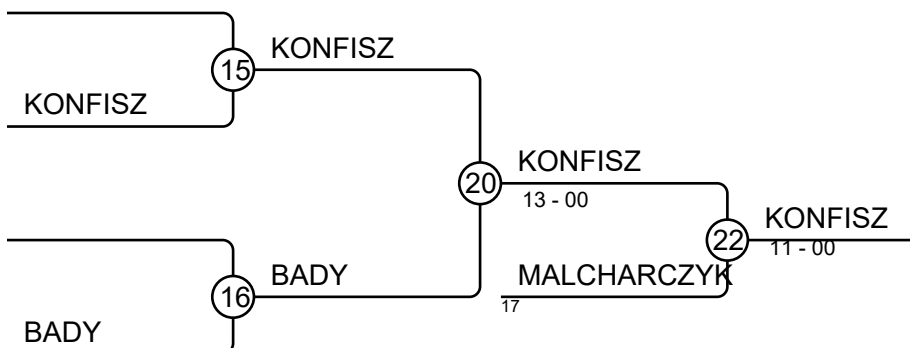 KONFISZ
15
KONFISZ
KONFISZ
20
13 - 00
KONFISZ
22
11 - 00
BADY
16
MALCHARCZYK
17
BADY